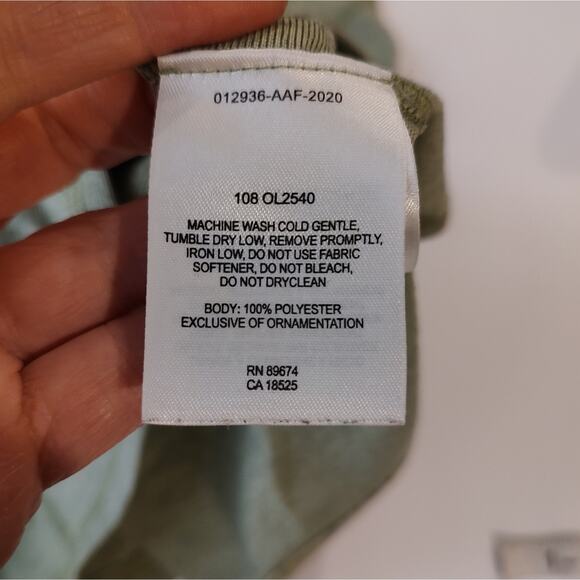 012936-AAF-2020
108 OL2540
MACHINE WASH COLD GENTLE,
TUMBLE DRY LOW, REMOVE PROMPTLY,
IRON LOW, DO NOT USE FABRIC
SOFTENER, DO NOT BLEACH,
DO NOT DRYCLEAN
BODY: 100% POLYESTER
EXCLUSIVE OF ORNAMENTATION
RN 89674
CA 18525